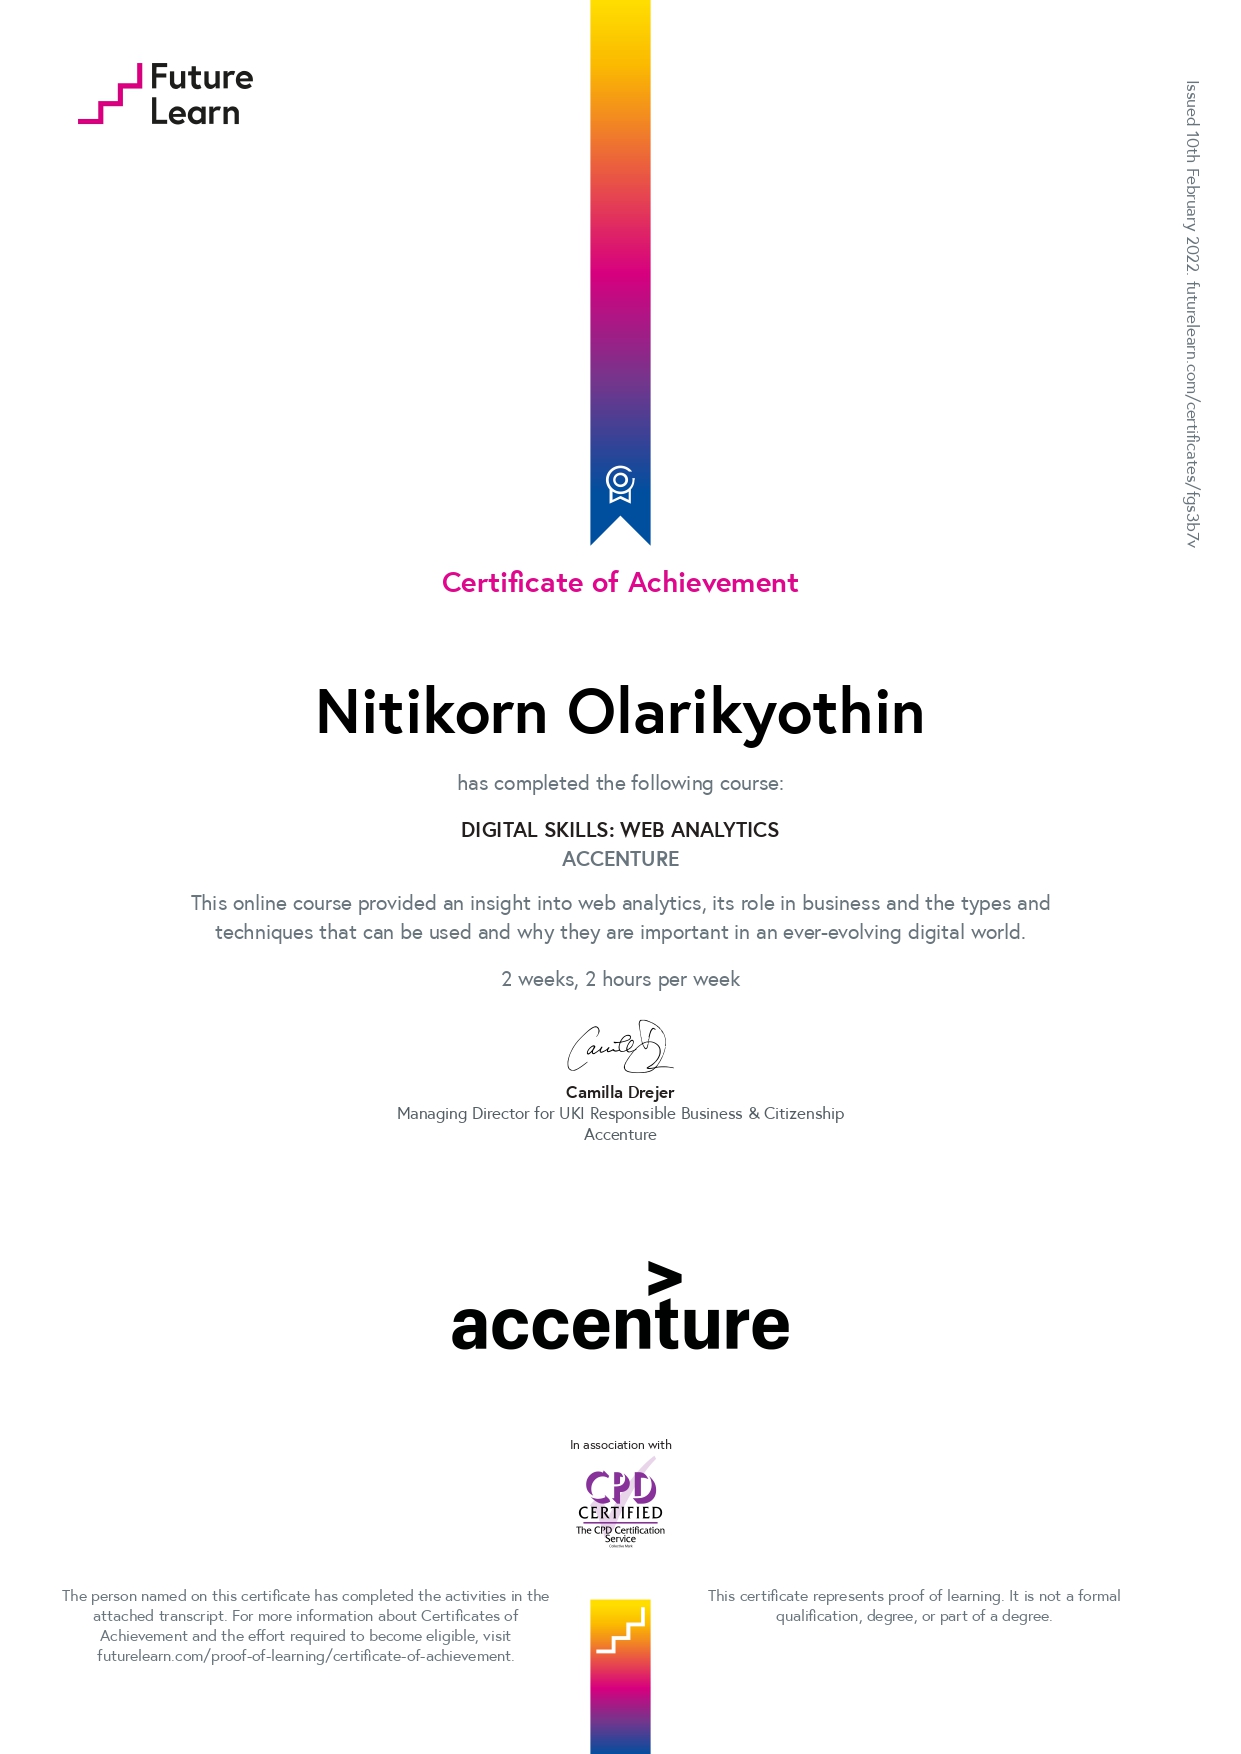 Future
Learn
Issued 10th February 2022. futurelearn.com/certificates/fgs3b7v
Certificate of Achievement
Nitikorn Olarikyothin
has completed the following course:
DIGITAL SKILLS: WEB ANALYTICS
ACCENTURE
This online course provided an insight into web analytics, its role in business and the types and
techniques that can be used and why they are important in an ever-evolving digital world.
2 weeks, 2 hours per week
Camilla Drejer
Managing Director for UKI Responsible Business & Citizenship
Accenture
>
accenture
In association with
CPD
CERTIFIED
The CPD Certification
Service
Collective Mark
The person named on this certificate has completed the activities in the
attached transcript. For more information about Certificates of
Achievement and the effort required to become eligible, visit
futurelearn.com/proof-of-learning/certificate-of-achievement.
This certificate represents proof of learning. It is not a formal
qualification, degree, or part of a degree.